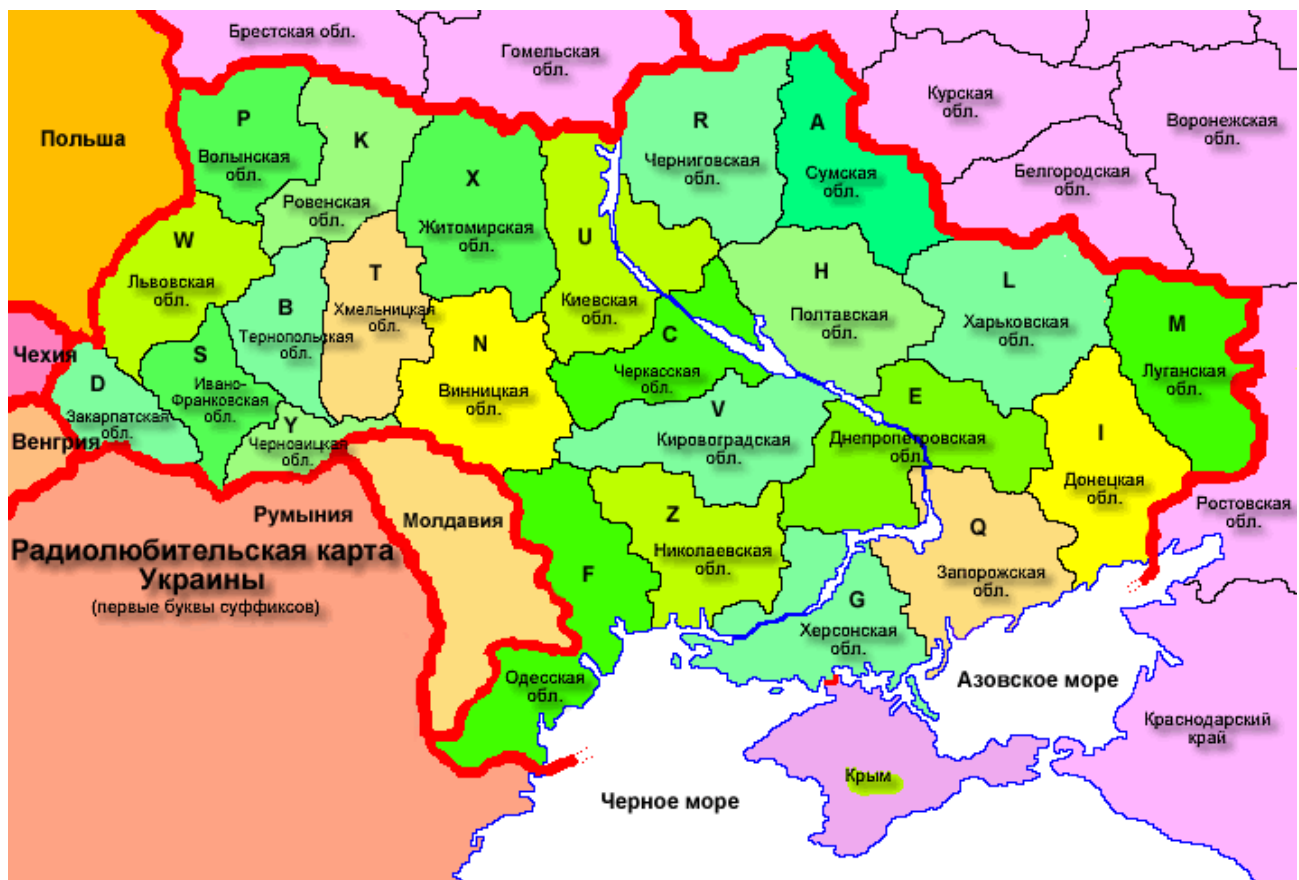 Брестская обл.
Гомельская
обл.
Курская
обл.
Воронежская
обл.
Белгородская
обл.
Польша
P
Волынская
обл.
K
Ровенская
обл.
X
Житомирская
обл.
U
Киевская
обл.
R
Черниговская
обл.
A
Сумская
обл.
W
Львовская
обл.
B
Тернопольская
обл.
T
Хмельницкая
обл.
N
Винницкая
обл.
C
Черкасская
обл.
H
Полтавская
обл.
L
Харьковская
обл.
M
Луганская
обл.
Чехия
D
Закарпатская
обл.
S
Ивано-
Франковская
обл.
Y
Черновицкая
обл.
V
Кировоградская
обл.
E
Днепропетровская
обл.
I
Донецкая
обл.
Венгрия
Румыния
Молдавия
F
Одесская
обл.
Z
Николаевская
обл.
G
Херсонская
обл.
Q
Запорожская
обл.
Ростовская
обл.
Радиолюбительская карта
Украины
(первые буквы суффиксов)
Азовское море
Краснодарский
край
Крым
Черное море